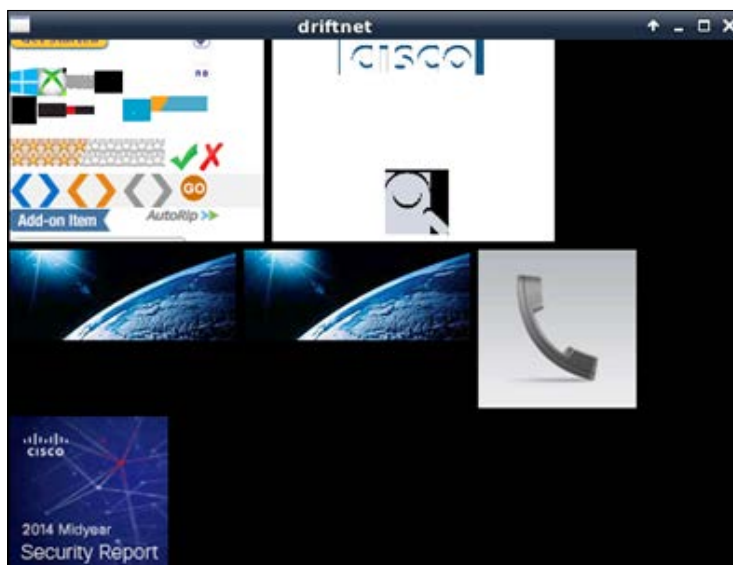 driftnet
CISCO
GO
Add-on Item
AutoRip
CISCO
2014 Midyear
Security Report